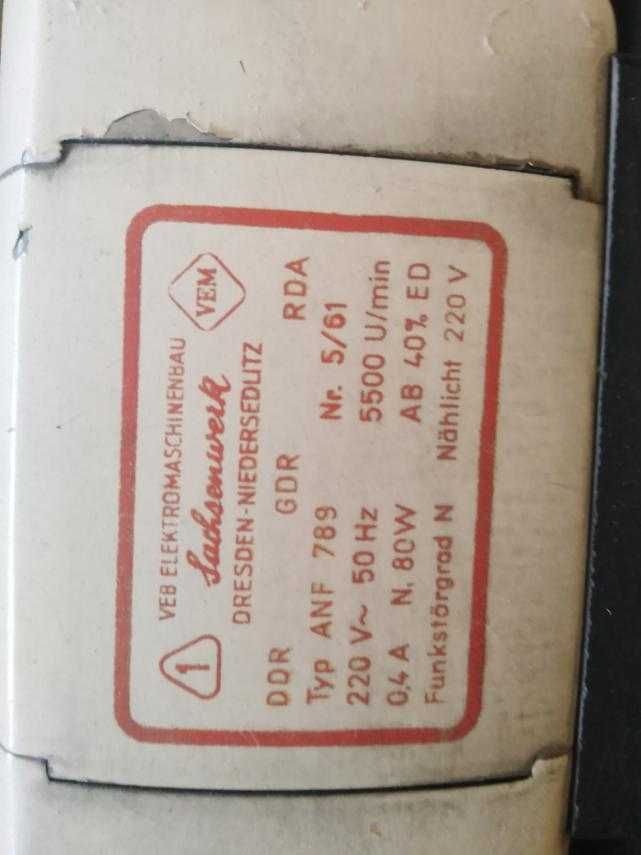 1
VEB ELEKTROMASCHINENBAU
VEM
Sachsenwerk
DRESDEN-NIEDERSEDLITZ
DDR GDR RDA
Typ ANF 789 Nr. 5/61
220 V~ 50 Hz 5500 U/min
0,4 A N, 80W AB 40% ED
Funkstörgrad N Nählicht 220 V